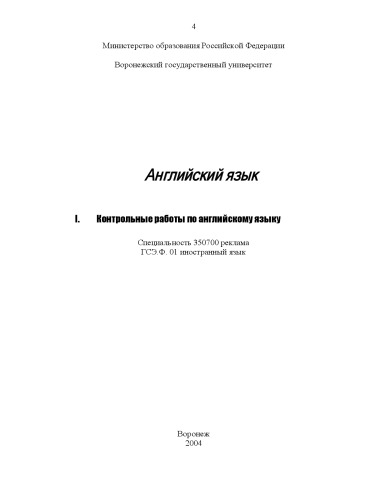 4
Министерство образования Российской Федерации
Воронежский государственный университет
Английский язык
I. Контрольные работы по английскому языку
Специальность 350700 реклама
ГСЭ.Ф. 01 иностранный язык
Воронеж
2004